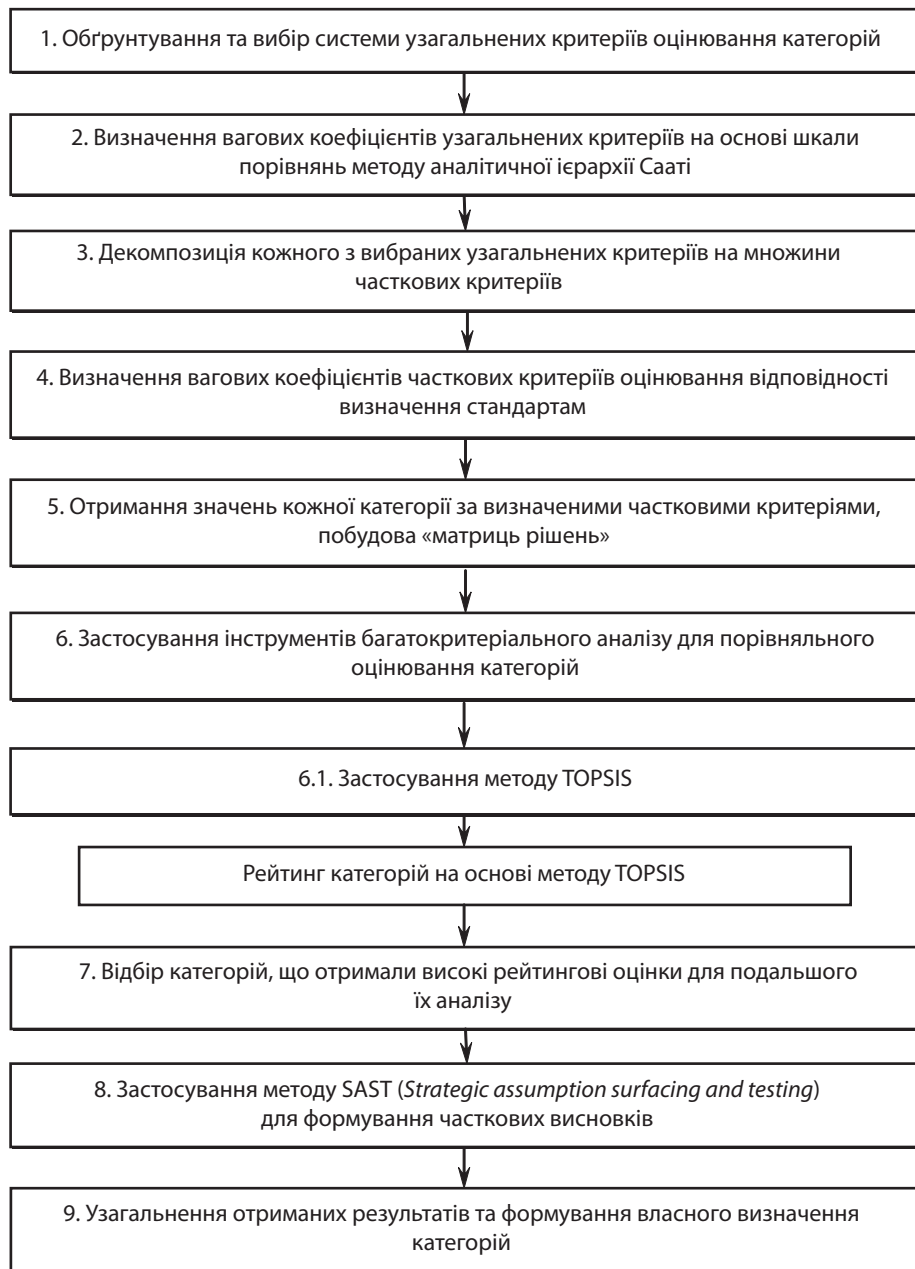 1. Обґрунтування та вибір системи узагальнених критеріїв оцінювання категорій
2. Визначення вагових коефіцієнтів узагальнених критеріїв на основі шкали
порівнянь методу аналітичної ієрархії Сааті
3. Декомпозиція кожного з вибраних узагальнених критеріїв на множини
часткових критеріїв
4. Визначення вагових коефіцієнтів часткових критеріїв оцінювання відповідності
визначення стандартам
5. Отримання значень кожної категорії за визначеними частковими критеріями,
побудова «матриць рішень»
6. Застосування інструментів багатокритеріального аналізу для порівняльного
оцінювання категорій
6.1. Застосування методу TOPSIS
Рейтинг категорій на основі методу TOPSIS
7. Відбір категорій, що отримали високі рейтингові оцінки для подальшого
їх аналізу
8. Застосування методу SAST (Strategic assumption surfacing and testing)
для формування часткових висновків
9. Узагальнення отриманих результатів та формування власного визначення
категорій